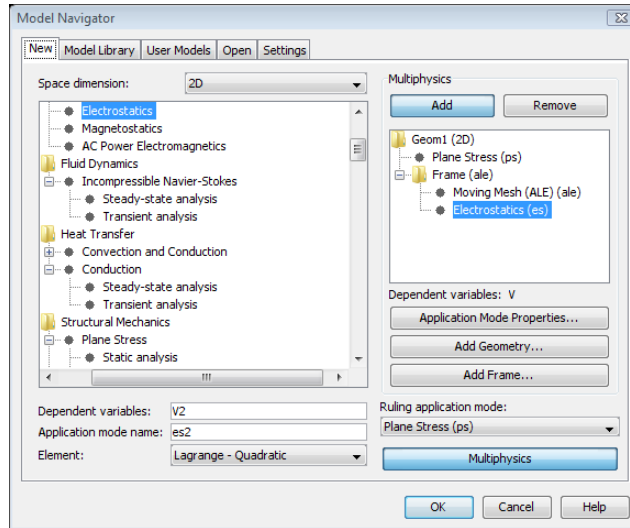 Model Navigator
New
Model Library
User Models
Open
Settings
Space dimension:
2D
Electrostatics
Magnetostatics
AC Power Electromagnetics
Fluid Dynamics
Incompressible Navier-Stokes
Steady-state analysis
Transient analysis
Heat Transfer
Convection and Conduction
Conduction
Steady-state analysis
Transient analysis
Structural Mechanics
Plane Stress
Static analysis
Dependent variables:
V2
Application mode name:
es2
Element:
Lagrange - Quadratic
Multiphysics
Add
Remove
Geom1 (2D)
Plane Stress (ps)
Frame (ale)
Moving Mesh (ALE) (ale)
Electrostatics (es)
Dependent variables: V
Application Mode Properties...
Add Geometry...
Add Frame...
Ruling application mode:
Plane Stress (ps)
Multiphysics
OK
Cancel
Help